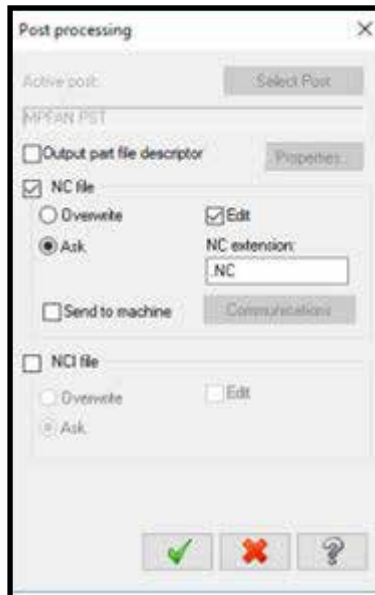 Post processing
Active post:
Select Post
MPFAN.PST
Output part file descriptor
Properties...
NC file
Overwrite
Edit
Ask
NC extension:
.NC
Send to machine
Communications
NCI file
Overwrite
Edit
Ask